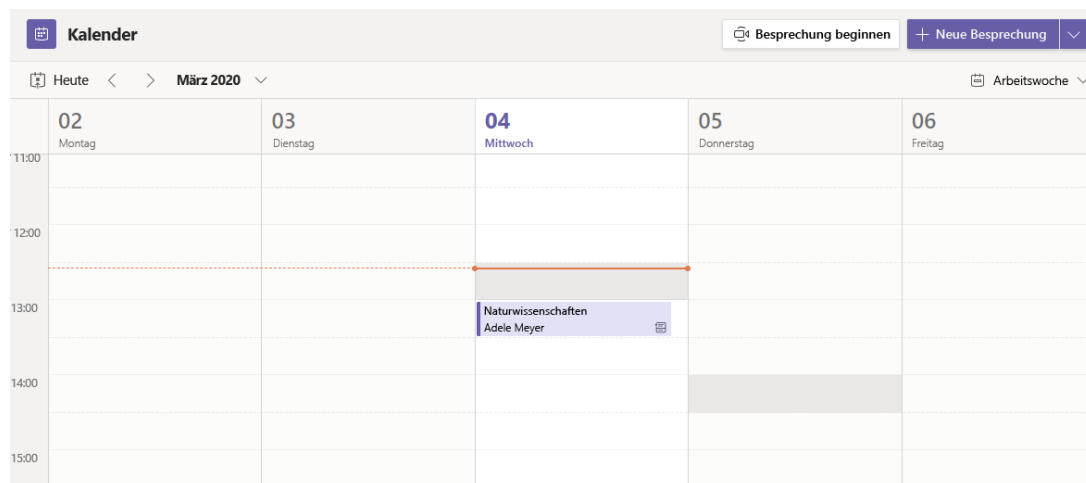 Kalender
Besprechung beginnen
+ Neue Besprechung
Heute
März 2020
Arbeitswoche
02
Montag
03
Dienstag
04
Mittwoch
05
Donnerstag
06
Freitag
11:00
12:00
13:00
Naturwissenschaften
Adele Meyer
14:00
15:00